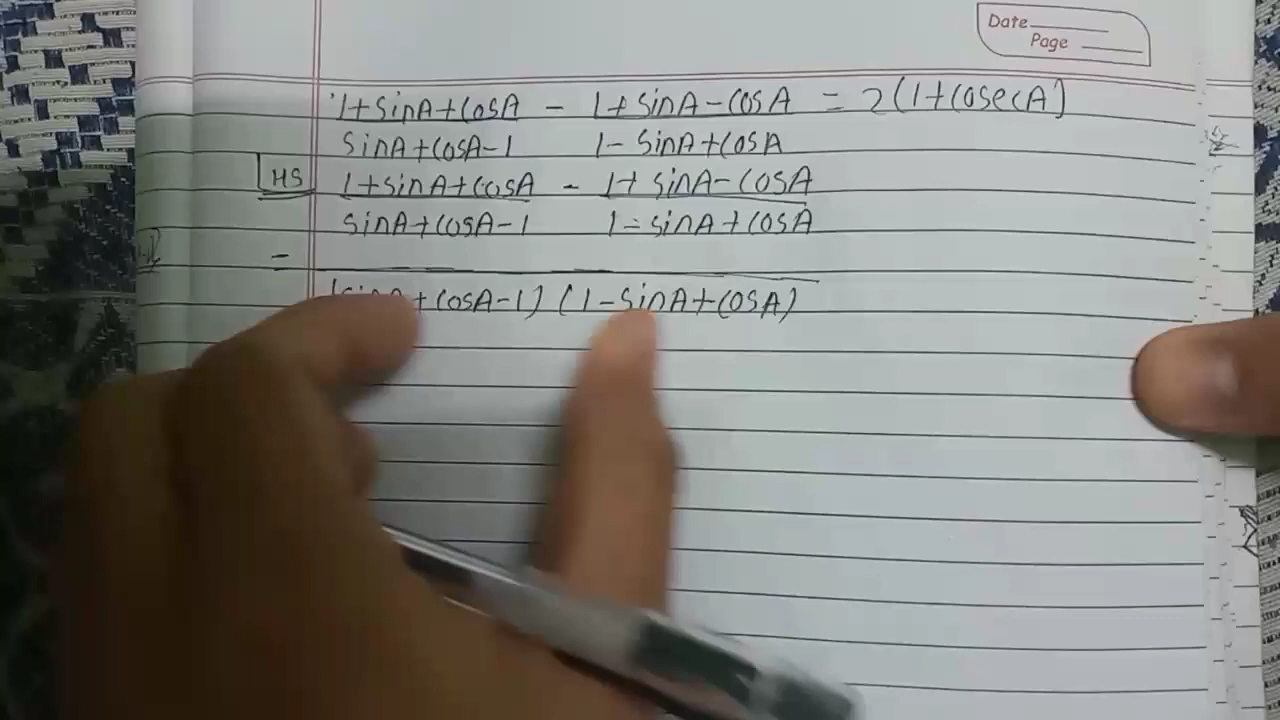 Date
Page
1+sinA+cosA - 1+sinA-cosA = 2(1+cosecA)
sinA+cosA-1 1-sinA+cosA
LHS 1+sinA+cosA - 1+sinA-cosA
sinA+cosA-1 1-sinA+cosA
=
+cosA-1) (1-sinA+cosA)